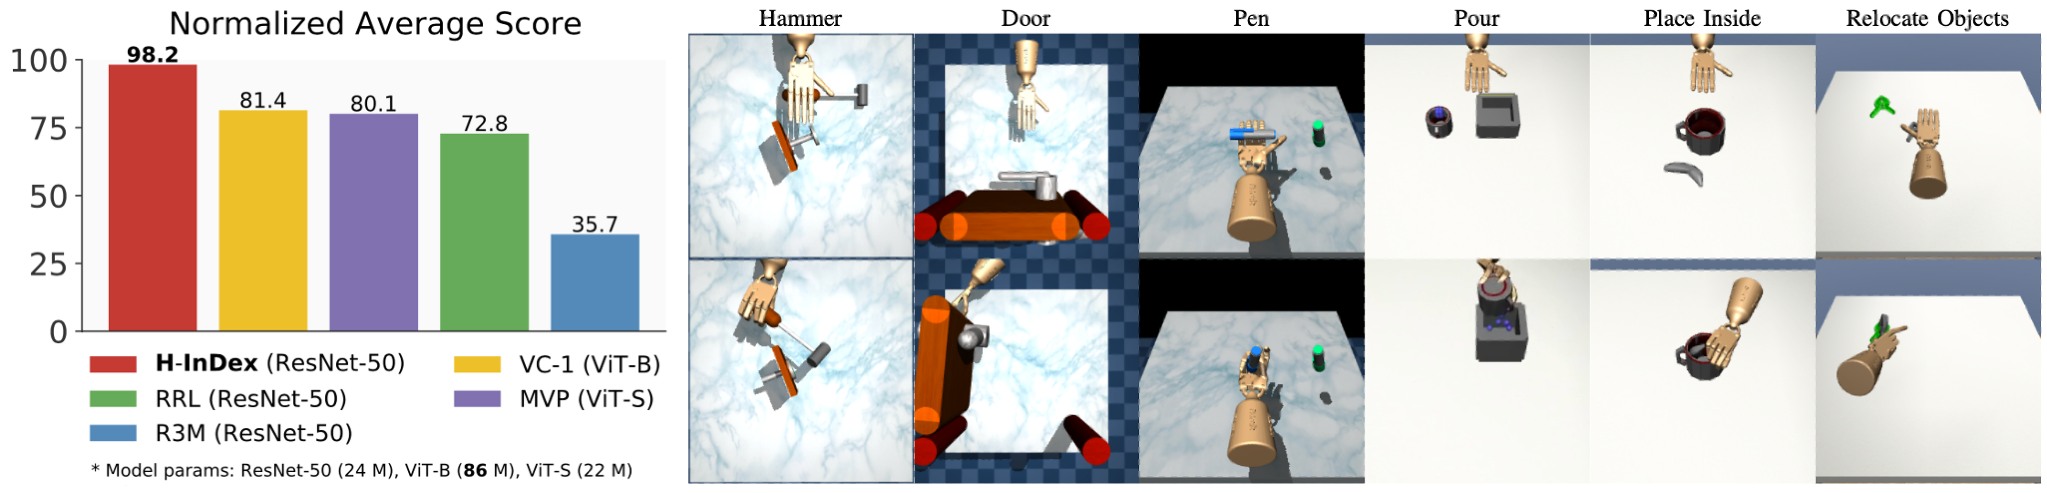 Normalized Average Score
100
75
50
25
0
98.2
81.4
80.1
72.8
35.7
H-InDex (ResNet-50)
VC-1 (ViT-B)
RRL (ResNet-50)
MVP (ViT-S)
R3M (ResNet-50)
* Model params: ResNet-50 (24 M), ViT-B (86 M), ViT-S (22 M)
Hammer
Door
Pen
Pour
Place Inside
Relocate Objects